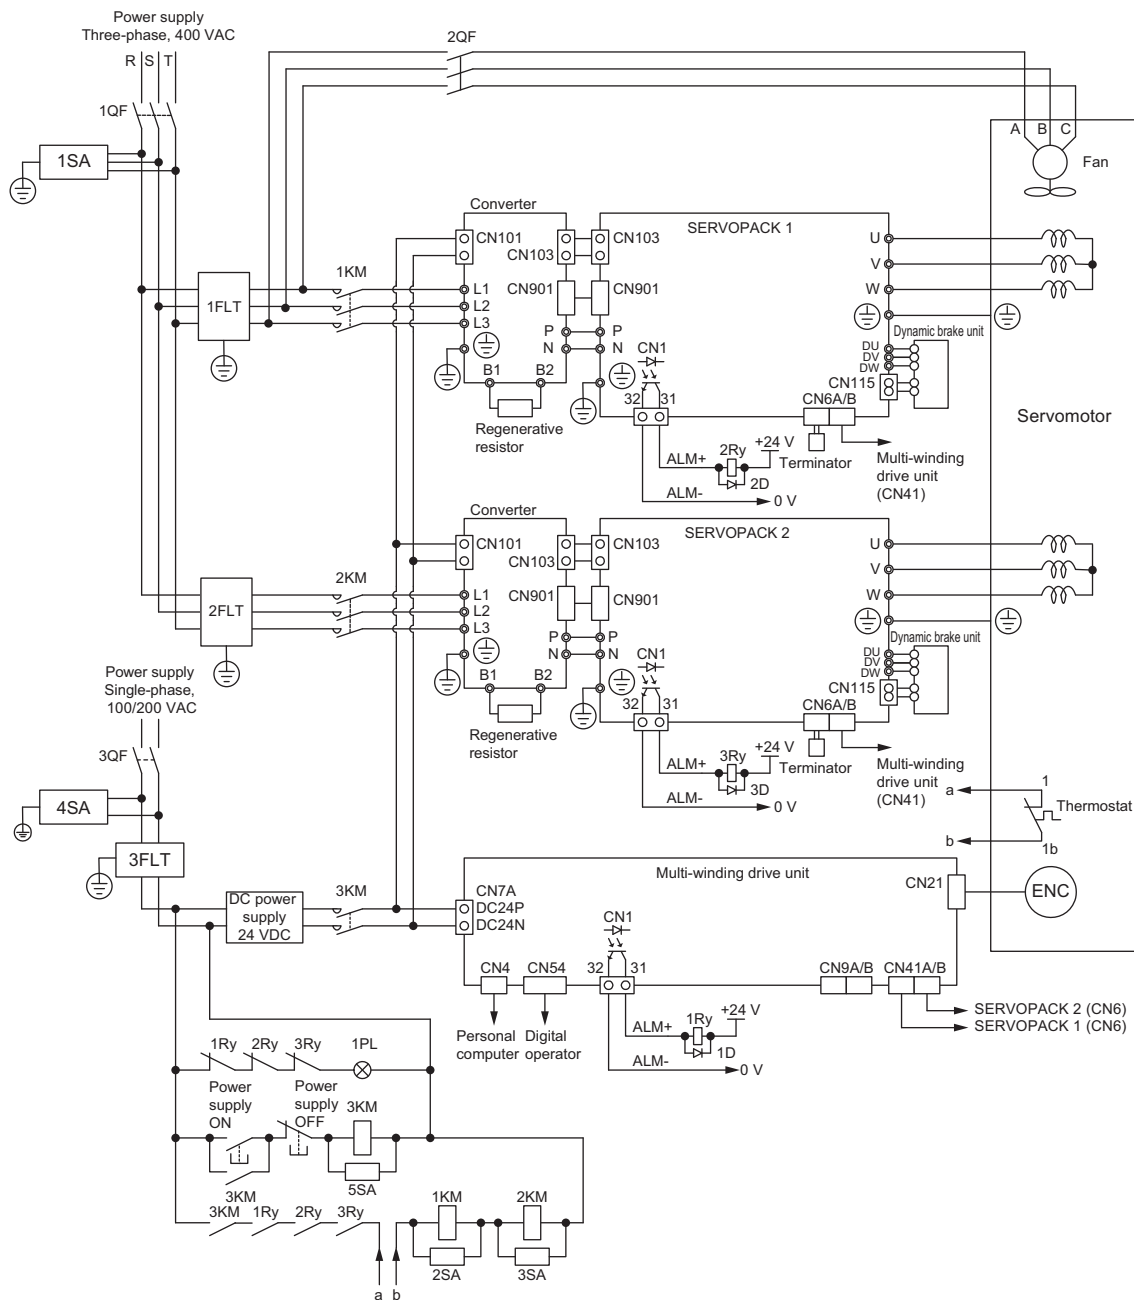 Power supply
Three-phase, 400 VAC
R S T
2QF
1QF
1SA
A B C
Fan
Converter
SERVOPACK 1
CN101
CN103
CN103
CN103
U
V
W
1KM
1FLT
CN901
CN901
L1
L2
L3
P
P
N
N
Dynamic brake unit
DU
DV
DW
CN1
CN115
B1
B2
32
31
CN6A/B
Regenerative
resistor
Servomotor
ALM+
2Ry
+24 V
2D
Terminator
Multi-winding
drive unit
(CN41)
ALM-
0 V
Converter
SERVOPACK 2
CN101
CN103
CN103
U
V
W
2KM
2FLT
CN901
CN901
L1
L2
L3
P
P
N
N
Dynamic brake unit
DU
DV
DW
CN1
CN115
B1
B2
32
31
CN6A/B
Regenerative
resistor
ALM+
3Ry
+24 V
3D
Terminator
Multi-winding
drive unit
(CN41)
ALM-
0 V
Power supply
Single-phase,
100/200 VAC
3QF
4SA
3FLT
a
1
Thermostat
b
1b
Multi-winding drive unit
CN21
ENC
DC power
supply
24 VDC
3KM
CN7A
DC24P
DC24N
CN1
CN4
CN54
32
31
CN9A/B
CN41A/B
SERVOPACK 2 (CN6)
SERVOPACK 1 (CN6)
Personal
computer
Digital
operator
ALM+
1Ry
+24 V
1D
ALM-
0 V
1Ry
2Ry
3Ry
1PL
Power
supply
ON
Power
supply
OFF
3KM
5SA
3KM
3KM
1Ry
2Ry
3Ry
1KM
2KM
2SA
3SA
a b